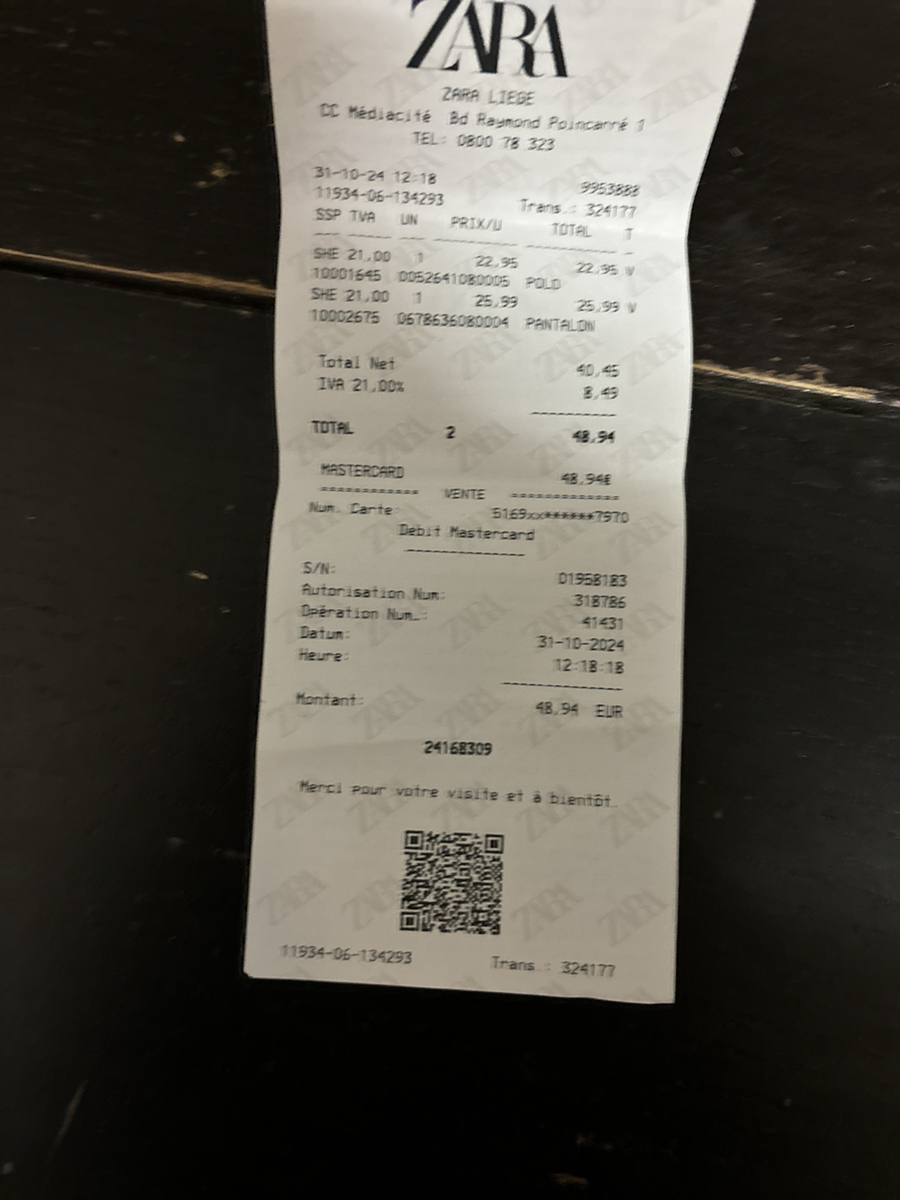 ZARA
ZARA LIEGE
CC Médiacité Bd Raymond Poincarré 1
TEL: 0800 78 323
31-10-24 12:18 9953888
11934-06-134293 Trans.: 324177
SSP TVA UN PRIX/U TOTAL T
SHE 21,00 1 22,95 22,95 V
10001645 0052641080005 POLO
SHE 21,00 1 25,99 25,99 V
10002675 0678636080004 PANTALON
Total Net 40,45
IVA 21,00% 8,49
TOTAL 2 48,94
MASTERCARD 48,94€
============ VENTE ============
Num. Carte: 5169xx******7970
Debit Mastercard
S/N: 01958183
Autorisation Num: 318786
Opération Num.: 41431
Datum: 31-10-2024
Heure: 12:18:18
Montant: 48,94 EUR
24168309
Merci pour votre visite et à bientôt.
11934-06-134293 Trans.: 324177